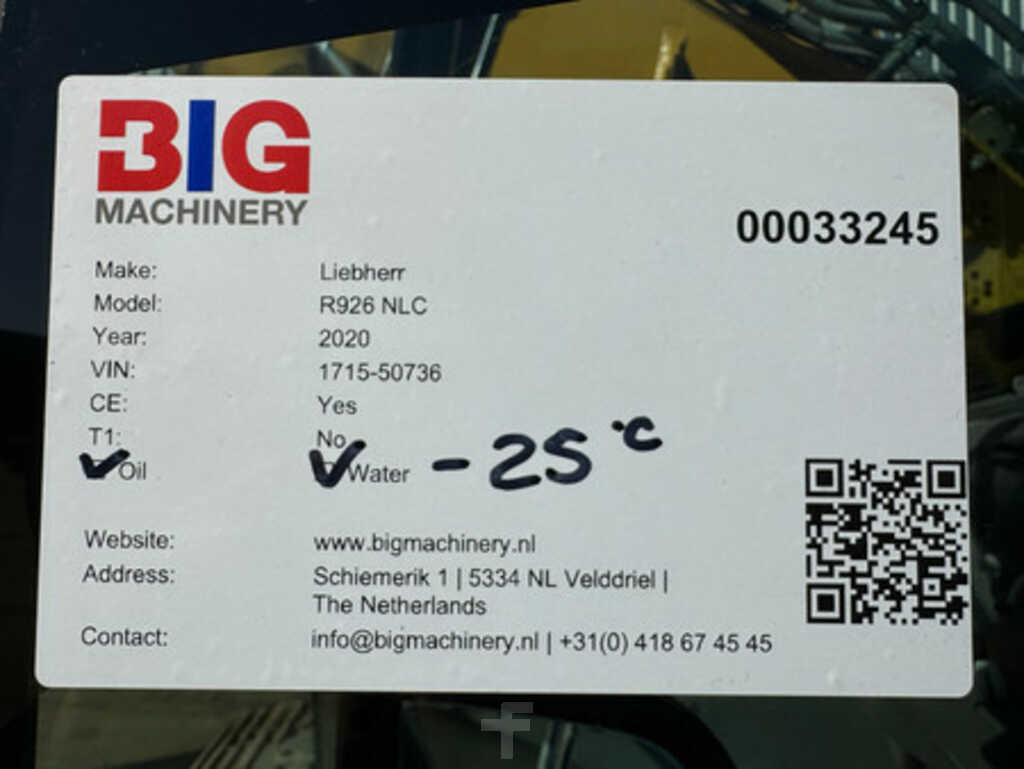 BIG
MACHINERY
00033245
Make: Liebherr
Model: R926 NLC
Year: 2020
VIN: 1715-50736
CE: Yes
T1: No
Oil Water -25 °C
Website: www.bigmachinery.nl
Address: Schiemerik 1 | 5334 NL Velddriel |
The Netherlands
Contact: info@bigmachinery.nl | +31(0) 418 67 45 45